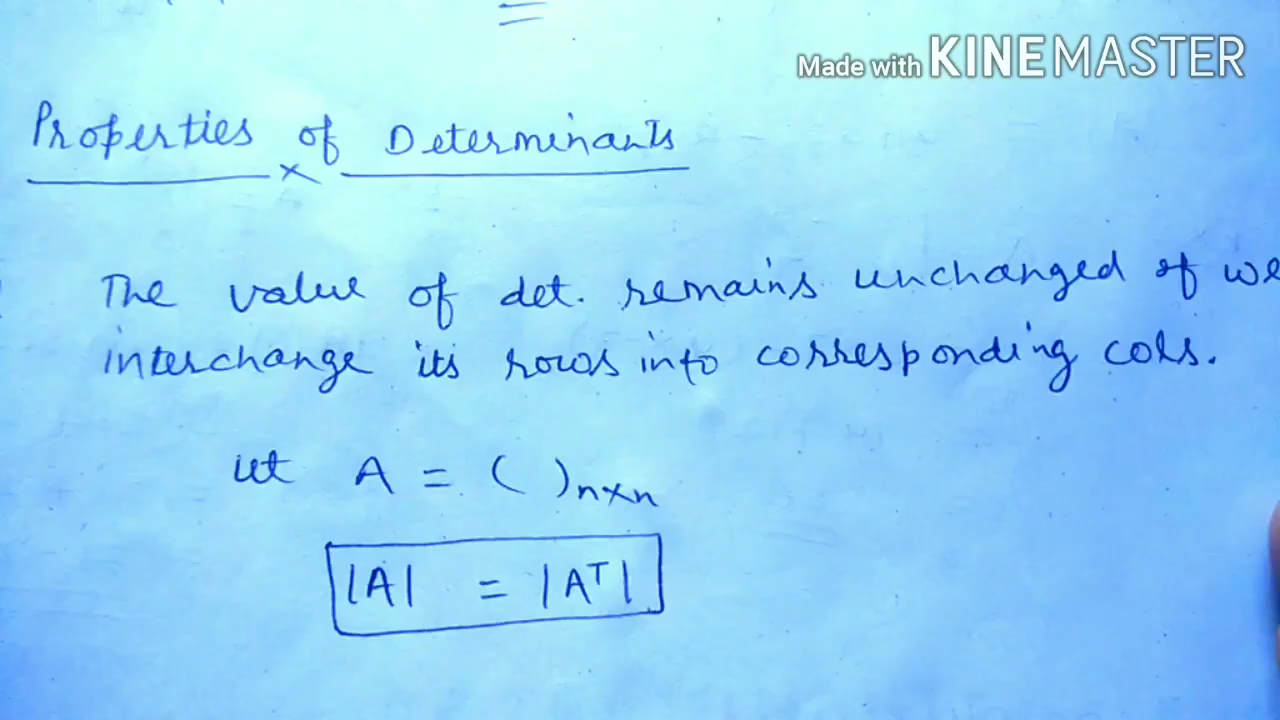 Made with KINEMASTER
Properties of Determinants
The value of det. remains unchanged if we
interchange its rows into corresponding cols.
let A = ( )n×n
|A| = |Aᵀ|